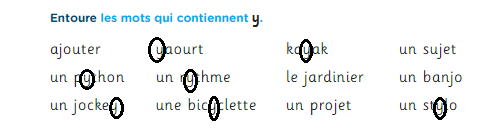 Entoure les mots qui contiennent y.
ajouter yaourt kayak un sujet
un python un rythme le jardinier un banjo
un jockey une bicyclette un projet un stylo